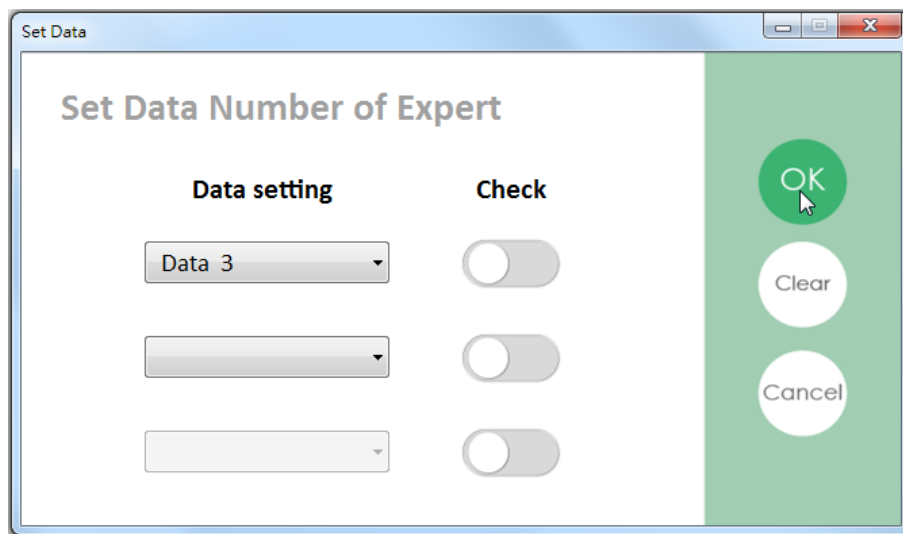 Set Data
Set Data Number of Expert
Data setting
Check
OK
Data 3
Clear
Cancel